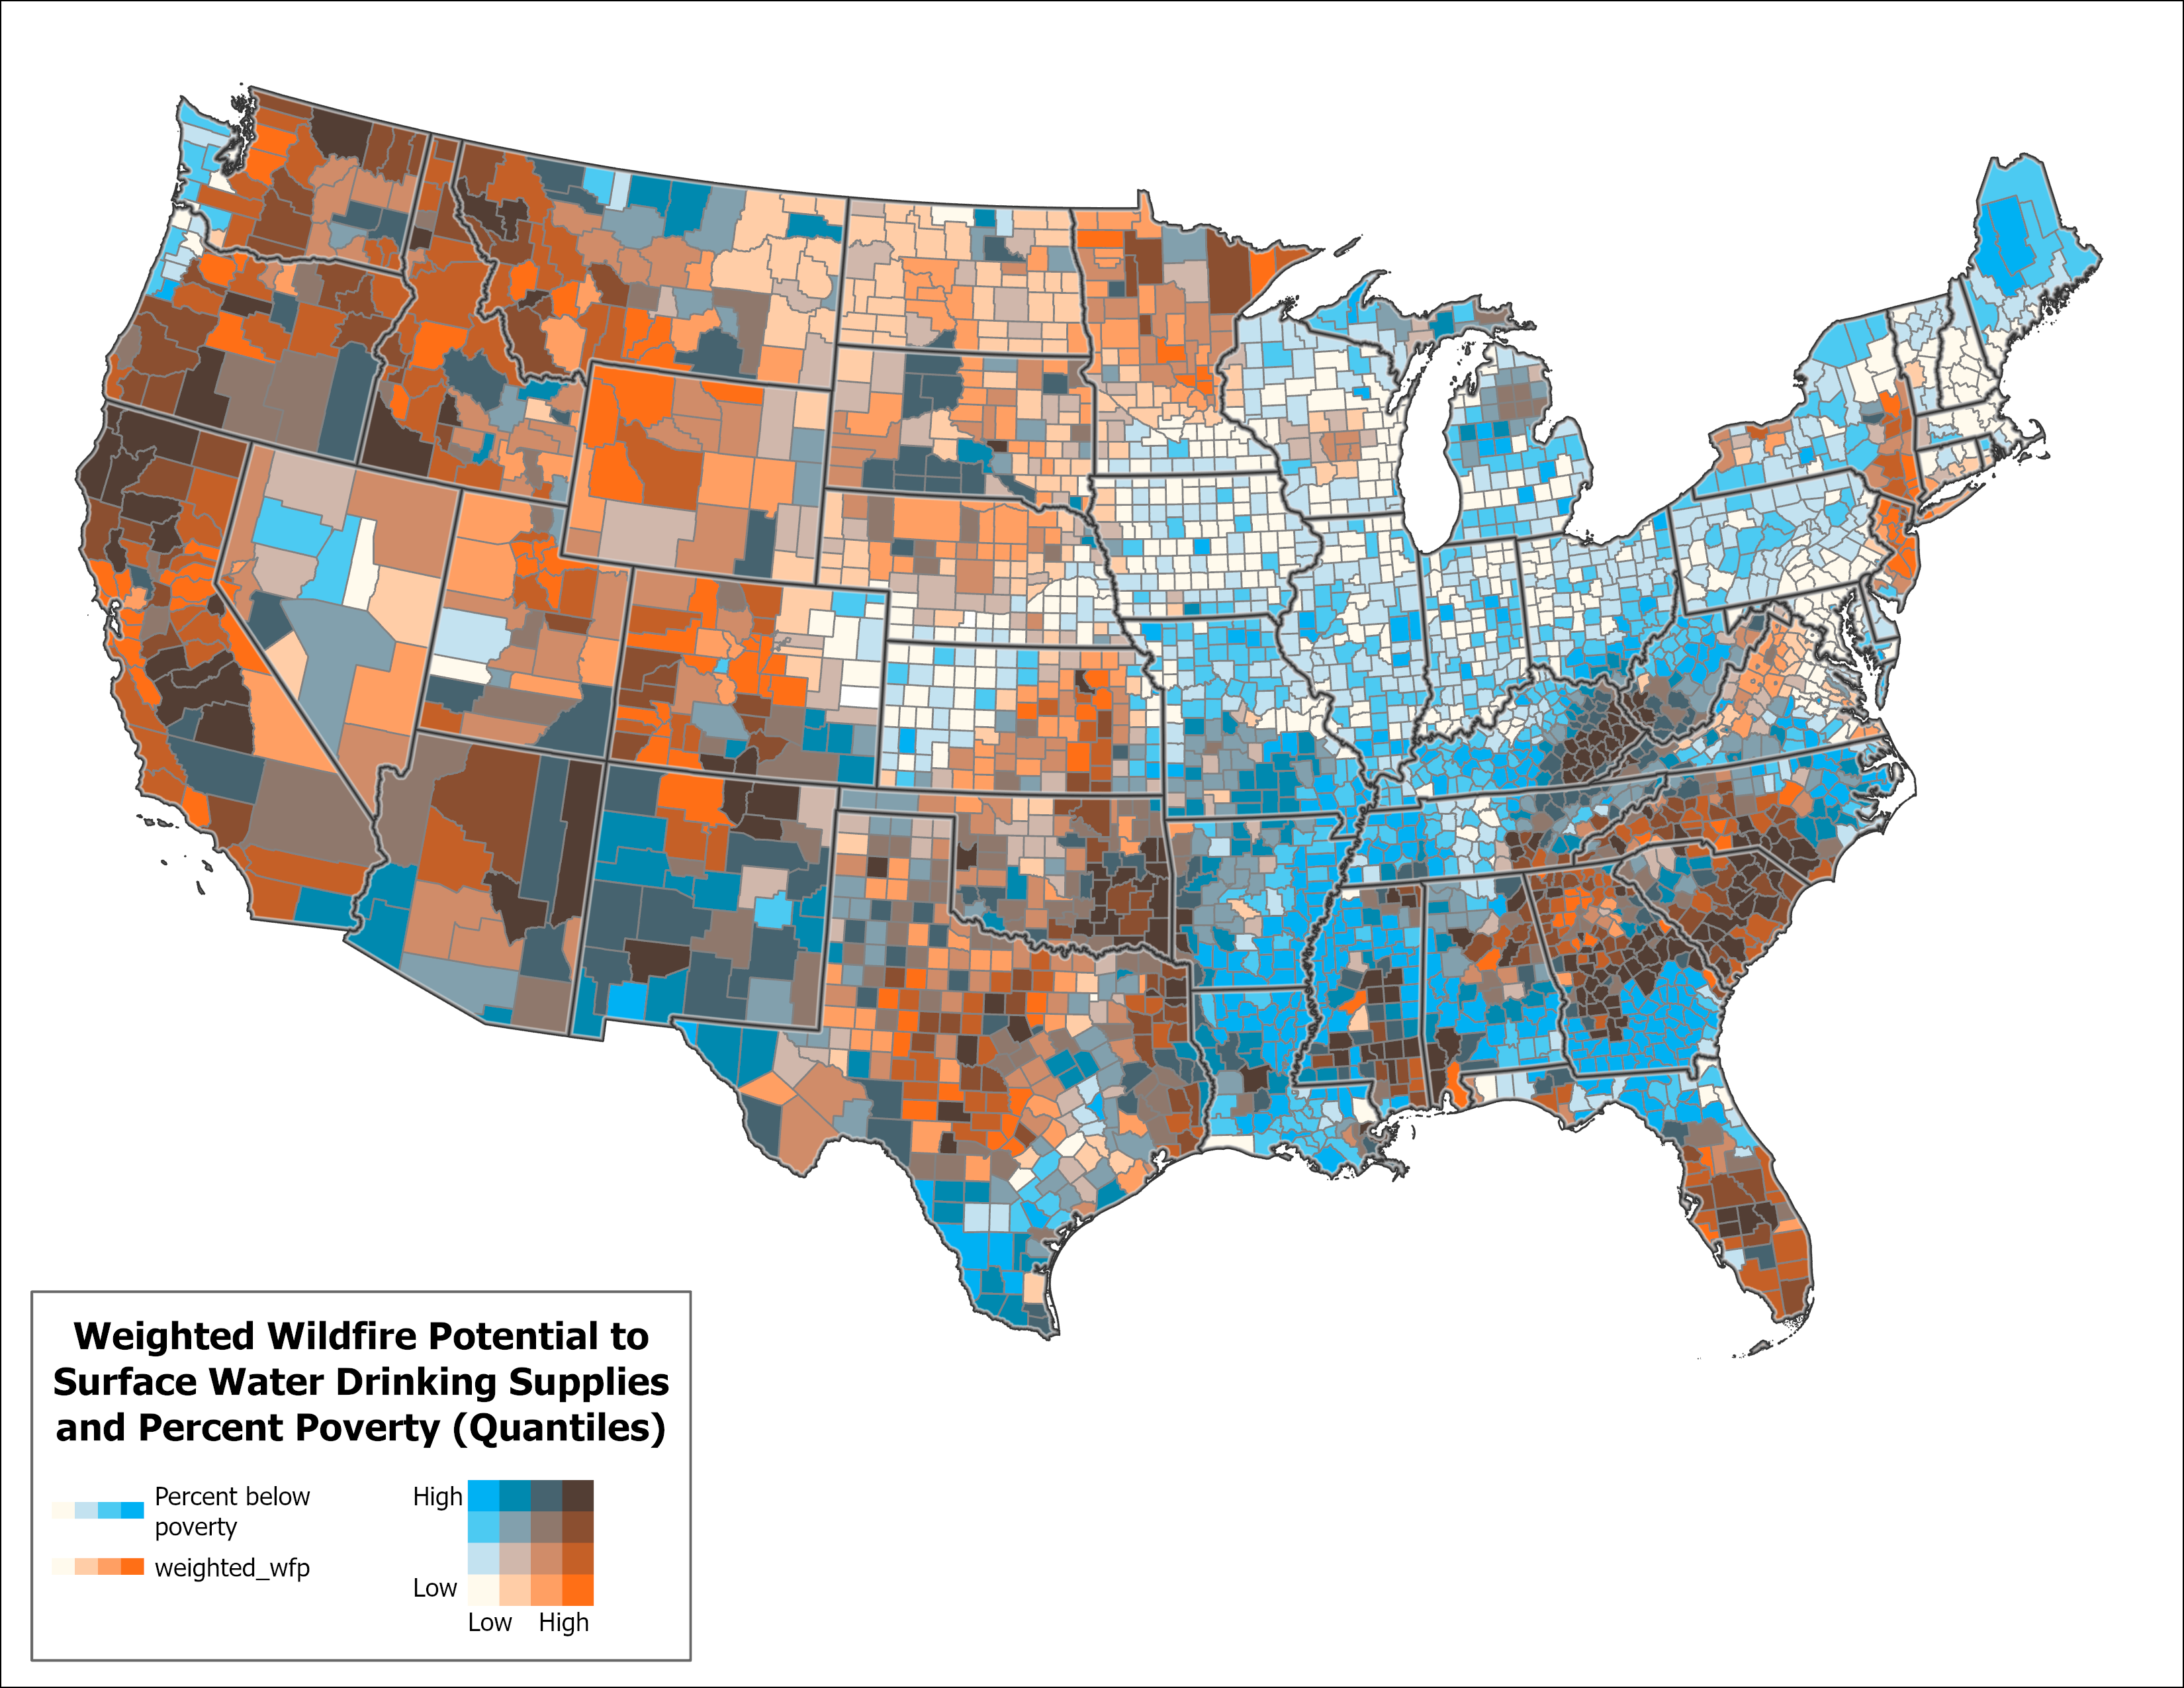 Weighted Wildfire Potential to
Surface Water Drinking Supplies
and Percent Poverty (Quantiles)
Percent below
poverty
weighted_wfp
High
Low
Low High